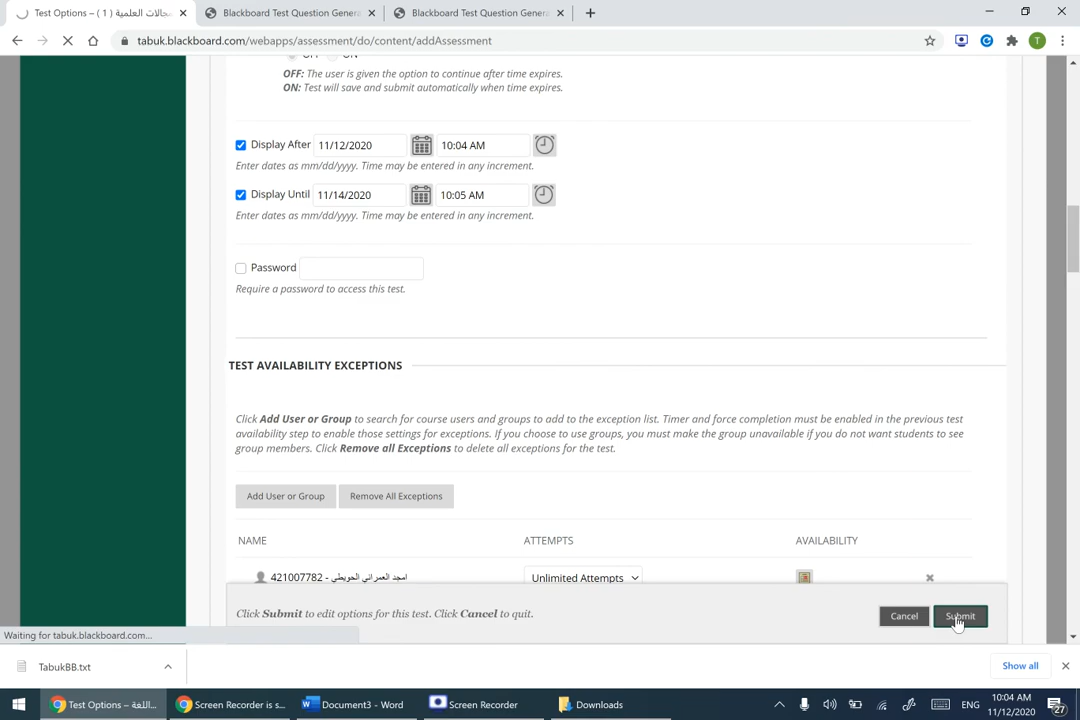 Test Options – ( 1 ) مجالات العلمية
Blackboard Test Question Genera
Blackboard Test Question Genera
tabuk.blackboard.com/webapps/assessment/do/content/addAssessment
T
OFF ON
OFF: The user is given the option to continue after time expires.
ON: Test will save and submit automatically when time expires.
Display After 11/12/2020 10:04 AM
Enter dates as mm/dd/yyyy. Time may be entered in any increment.
Display Until 11/14/2020 10:05 AM
Enter dates as mm/dd/yyyy. Time may be entered in any increment.
Password
Require a password to access this test.
TEST AVAILABILITY EXCEPTIONS
Click Add User or Group to search for course users and groups to add to the exception list. Timer and force completion must be enabled in the previous test
availability step to enable those settings for exceptions. If you choose to use groups, you must make the group unavailable if you do not want students to see
group members. Click Remove all Exceptions to delete all exceptions for the test.
Add User or Group Remove All Exceptions
NAME ATTEMPTS AVAILABILITY
421007782 - امجد العمراني الحويطي Unlimited Attempts
Click Submit to edit options for this test. Click Cancel to quit. Cancel Submit
Waiting for tabuk.blackboard.com...
TabukBB.txt Show all
Test Options – اللغة... Screen Recorder is s... Document3 - Word Screen Recorder Downloads ENG 10:04 AM
11/12/2020 27